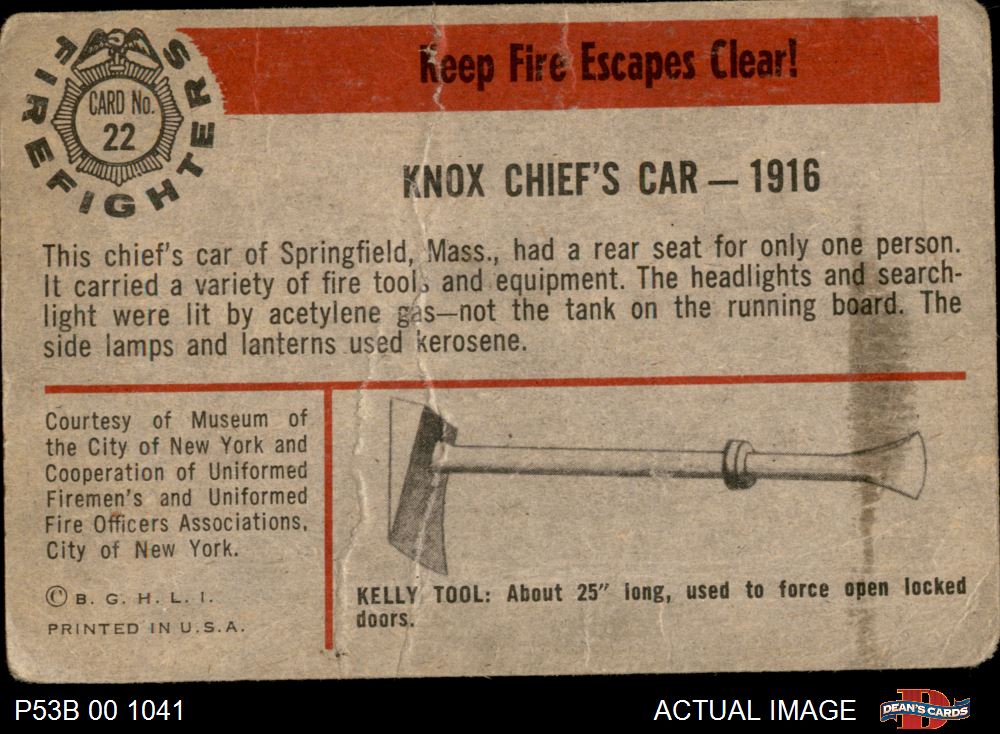 FIREFIGHTERS
CARD No.
22
Keep Fire Escapes Clear!
KNOX CHIEF'S CAR — 1916
This chief's car of Springfield, Mass., had a rear seat for only one person.
It carried a variety of fire tools and equipment. The headlights and search-
light were lit by acetylene gas—not the tank on the running board. The
side lamps and lanterns used kerosene.
Courtesy of Museum of
the City of New York and
Cooperation of Uniformed
Firemen's and Uniformed
Fire Officers Associations,
City of New York.
© B. G. H. L. I.
PRINTED IN U.S.A.
KELLY TOOL: About 25" long, used to force open locked
doors.
P53B 00 1041
ACTUAL IMAGE
D
DEAN'S CARDS